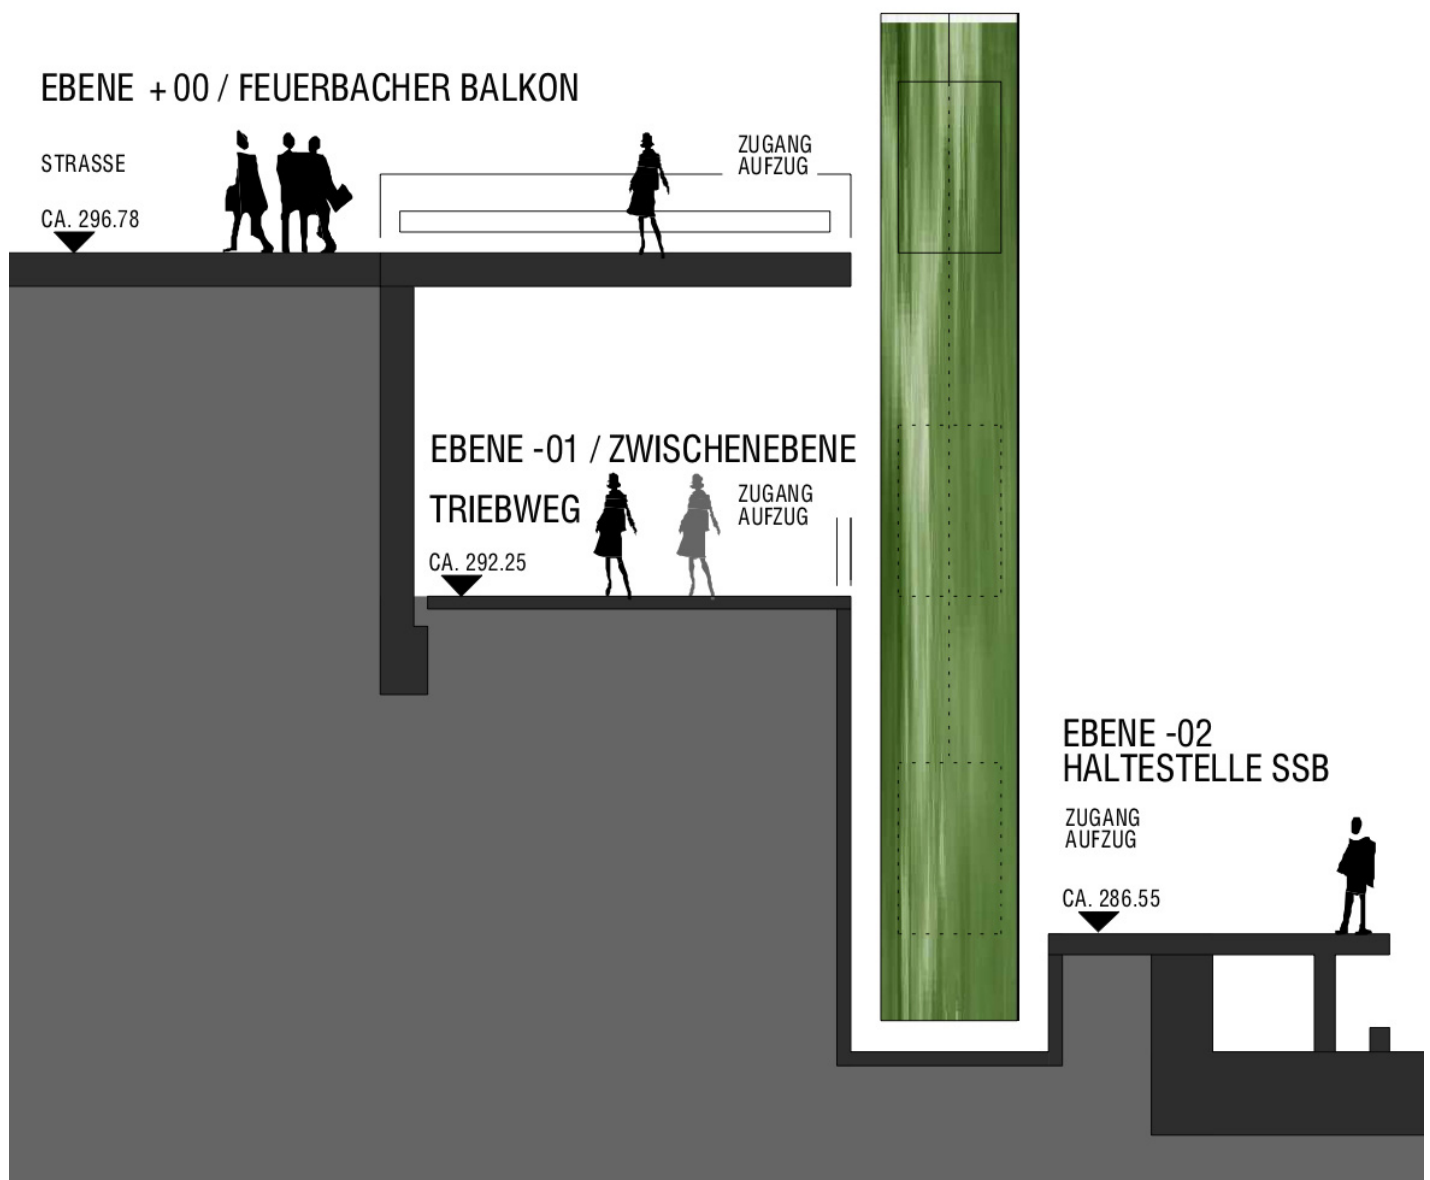 EBENE +00 / FEUERBACHER BALKON
STRASSE
ZUGANG
AUFZUG
CA. 296.78
EBENE -01 / ZWISCHENEBENE
TRIEBWEG
ZUGANG
AUFZUG
CA. 292.25
EBENE -02
HALTESTELLE SSB
ZUGANG
AUFZUG
CA. 286.55